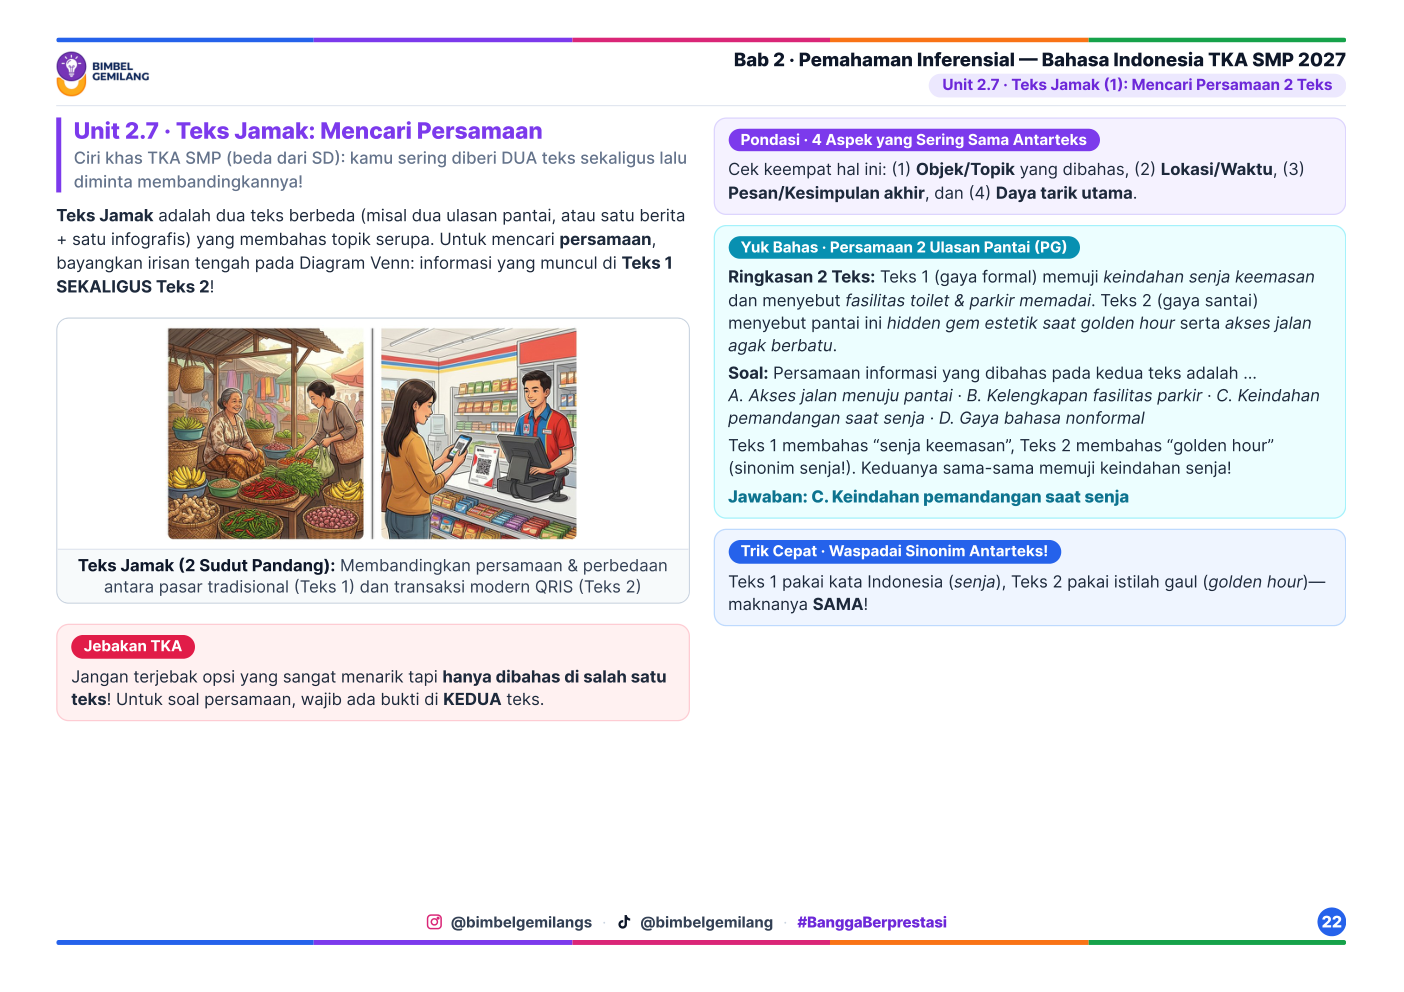 BIMBEL
GEMILANG
Bab 2 · Pemahaman Inferensial — Bahasa Indonesia TKA SMP 2027
Unit 2.7 · Teks Jamak (1): Mencari Persamaan 2 Teks
Unit 2.7 · Teks Jamak: Mencari Persamaan
Ciri khas TKA SMP (beda dari SD): kamu sering diberi DUA teks sekaligus lalu
diminta membandingkannya!
Teks Jamak adalah dua teks berbeda (misal dua ulasan pantai, atau satu berita
+ satu infografis) yang membahas topik serupa. Untuk mencari persamaan,
bayangkan irisan tengah pada Diagram Venn: informasi yang muncul di Teks 1
SEKALIGUS Teks 2!
Teks Jamak (2 Sudut Pandang): Membandingkan persamaan & perbedaan
antara pasar tradisional (Teks 1) dan transaksi modern QRIS (Teks 2)
Jebakan TKA
Jangan terjebak opsi yang sangat menarik tapi hanya dibahas di salah satu
teks! Untuk soal persamaan, wajib ada bukti di KEDUA teks.
Pondasi · 4 Aspek yang Sering Sama Antarteks
Cek keempat hal ini: (1) Objek/Topik yang dibahas, (2) Lokasi/Waktu, (3)
Pesan/Kesimpulan akhir, dan (4) Daya tarik utama.
Yuk Bahas · Persamaan 2 Ulasan Pantai (PG)
Ringkasan 2 Teks: Teks 1 (gaya formal) memuji keindahan senja keemasan
dan menyebut fasilitas toilet & parkir memadai. Teks 2 (gaya santai)
menyebut pantai ini hidden gem estetik saat golden hour serta akses jalan
agak berbatu.
Soal: Persamaan informasi yang dibahas pada kedua teks adalah ...
A. Akses jalan menuju pantai · B. Kelengkapan fasilitas parkir · C. Keindahan
pemandangan saat senja · D. Gaya bahasa nonformal
Teks 1 membahas “senja keemasan”, Teks 2 membahas “golden hour”
(sinonim senja!). Keduanya sama-sama memuji keindahan senja!
Jawaban: C. Keindahan pemandangan saat senja
Trik Cepat · Waspadai Sinonim Antarteks!
Teks 1 pakai kata Indonesia (senja), Teks 2 pakai istilah gaul (golden hour)—
maknanya SAMA!
@bimbelgemilangs · @bimbelgemilang · #BanggaBerprestasi
22